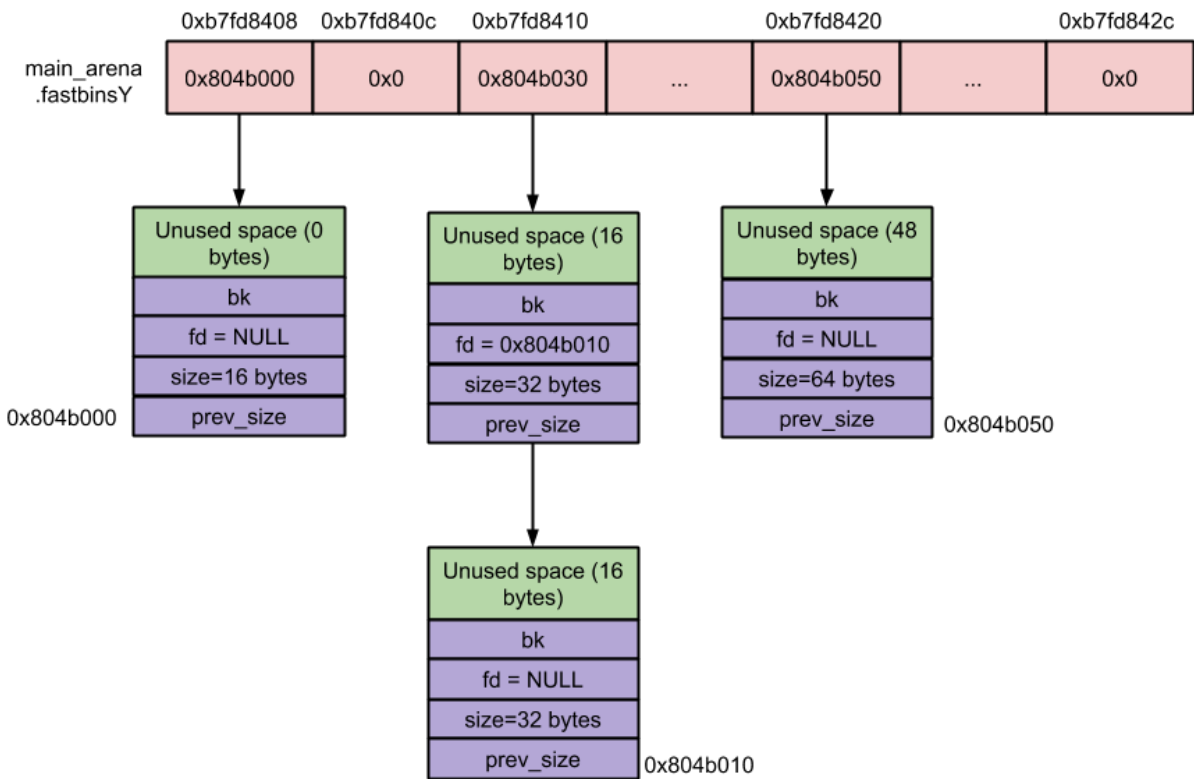 0xb7fd8408
0xb7fd840c
0xb7fd8410
0xb7fd8420
0xb7fd842c
main_arena
.fastbinsY
0x804b000
0x0
0x804b030
...
0x804b050
...
0x0
Unused space (0
bytes)
bk
fd = NULL
size=16 bytes
prev_size
0x804b000
Unused space (16
bytes)
bk
fd = 0x804b010
size=32 bytes
prev_size
Unused space (48
bytes)
bk
fd = NULL
size=64 bytes
prev_size
0x804b050
Unused space (16
bytes)
bk
fd = NULL
size=32 bytes
prev_size
0x804b010